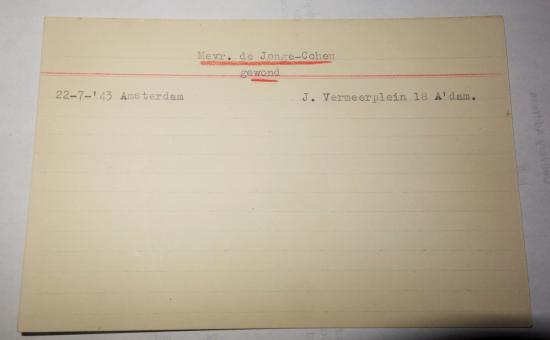 Mevr. de Jonge-Cohen
gewond
22-7-'43 Amsterdam J. Vermeerplein 18 A'dam.